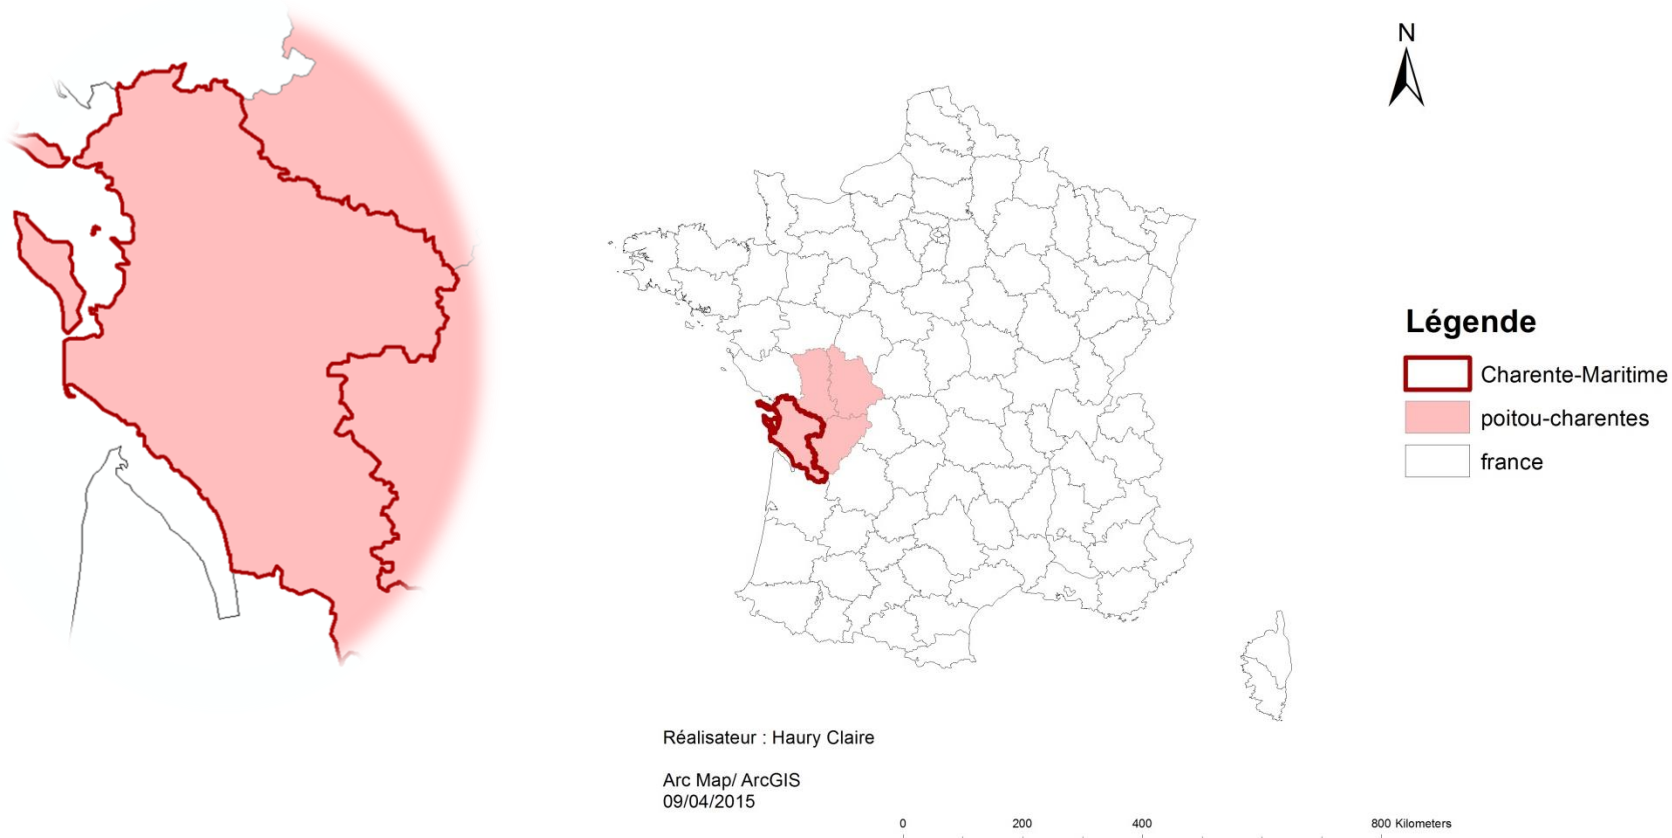 N
Légende
Charente-Maritime
poitou-charentes
france
Réalisateur : Haury Claire
Arc Map/ ArcGIS
09/04/2015
0 200 400 800 Kilometers